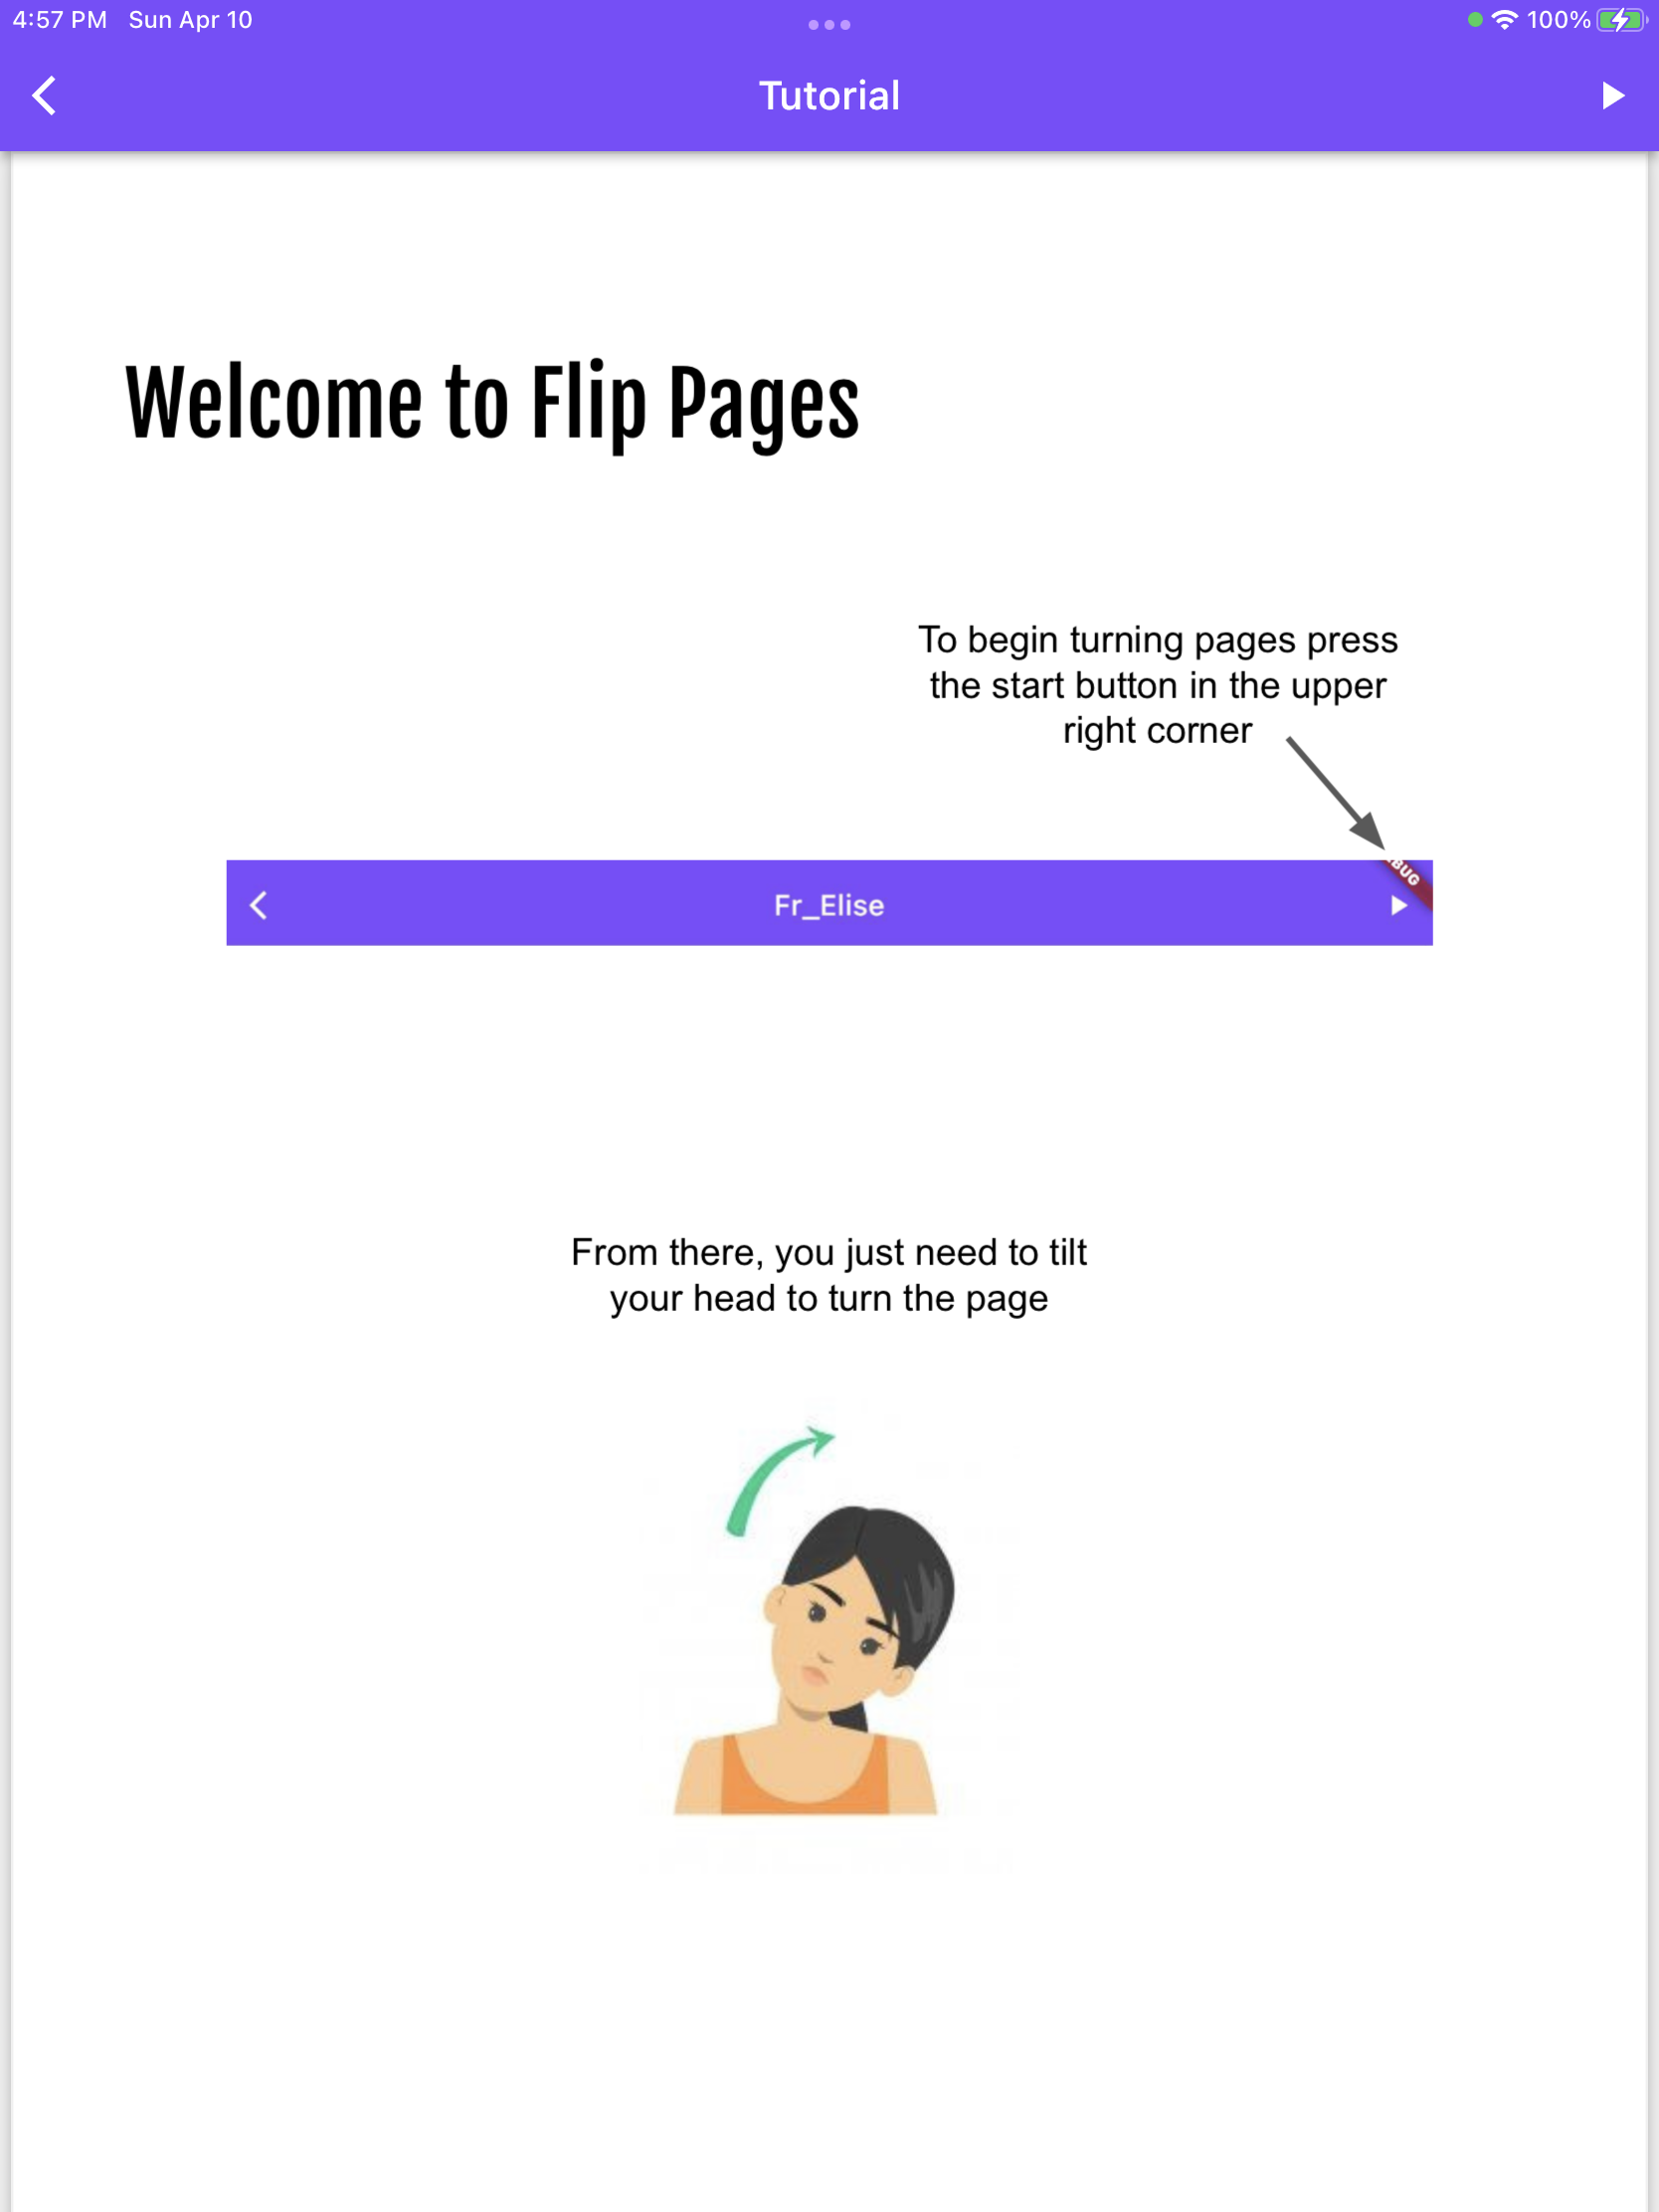 4:57 PM Sun Apr 10
100%
Tutorial
Welcome to Flip Pages
To begin turning pages press
the start button in the upper
right corner
BUG
Fr_Elise
From there, you just need to tilt
your head to turn the page